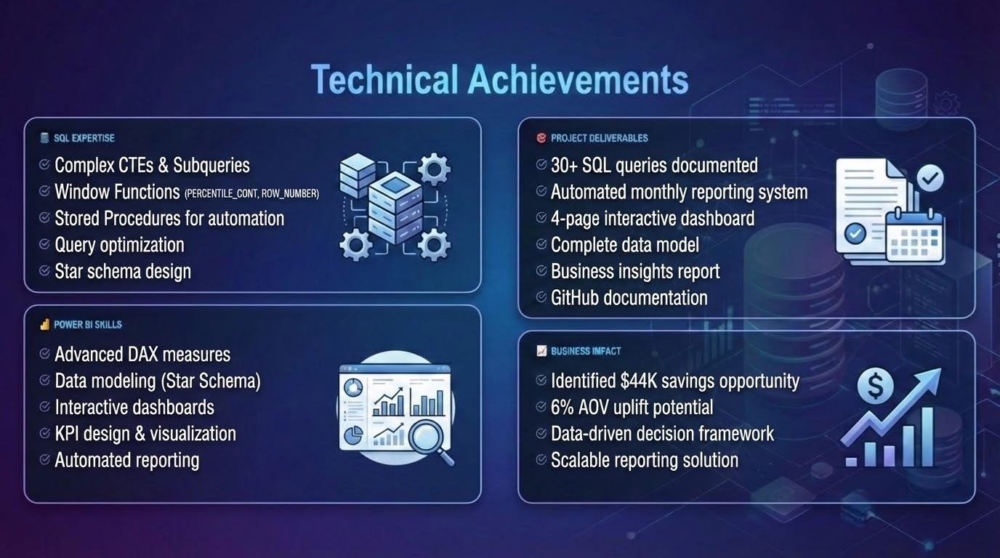 Technical Achievements
SQL EXPERTISE
Complex CTEs & Subqueries
Window Functions (PERCENTILE_CONT, ROW_NUMBER)
Stored Procedures for automation
Query optimization
Star schema design
POWER BI SKILLS
Advanced DAX measures
Data modeling (Star Schema)
Interactive dashboards
KPI design & visualization
Automated reporting
PROJECT DELIVERABLES
30+ SQL queries documented
Automated monthly reporting system
4-page interactive dashboard
Complete data model
Business insights report
GitHub documentation
BUSINESS IMPACT
Identified $44K savings opportunity
6% AOV uplift potential
Data-driven decision framework
Scalable reporting solution
$